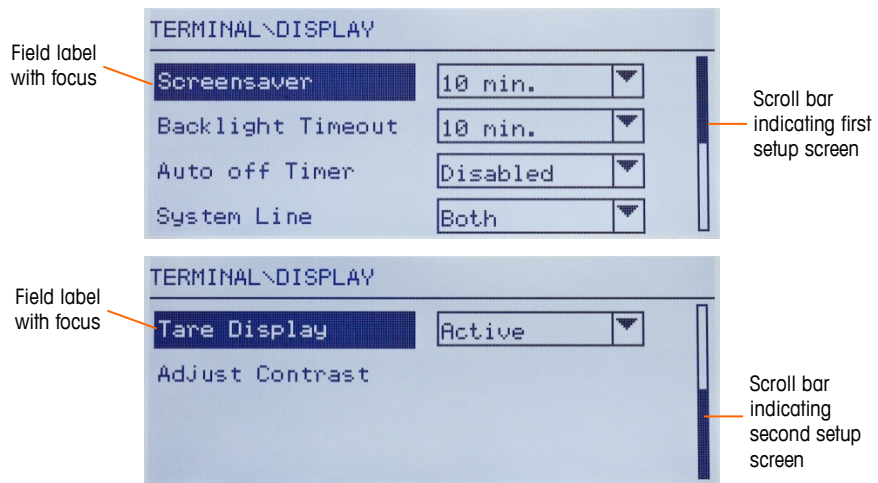 TERMINAL\DISPLAY
Field label
with focus
Screensaver
10 min.
Backlight Timeout
10 min.
Auto off Timer
Disabled
System Line
Both
Scroll bar
indicating first
setup screen
TERMINAL\DISPLAY
Field label
with focus
Tare Display
Active
Adjust Contrast
Scroll bar
indicating
second setup
screen